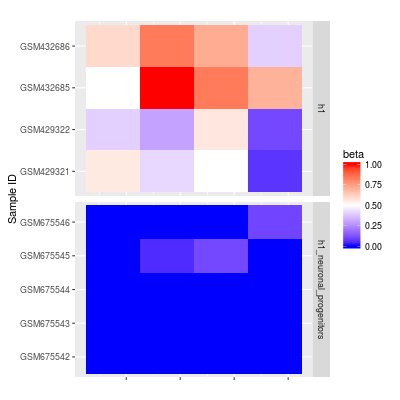 Sample ID
GSM432686
GSM432685
GSM429322
GSM429321
h1
GSM675546
GSM675545
GSM675544
GSM675543
GSM675542
h1_neuronal_progenitors
beta
1.00
0.75
0.50
0.25
0.00